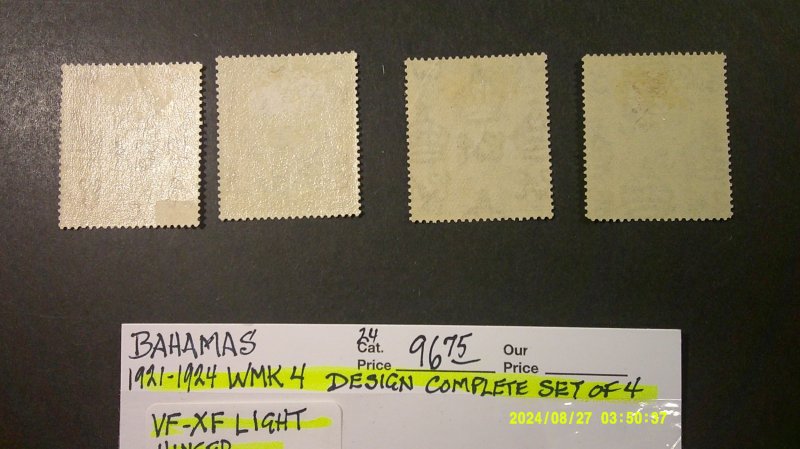 BAHAMAS
24
Cat. Price 9675 Our Price
1921-1924 WMK 4 DESIGN COMPLETE SET OF 4
VF-XF LIGHT
HINGED
2024/08/27 03:50:37